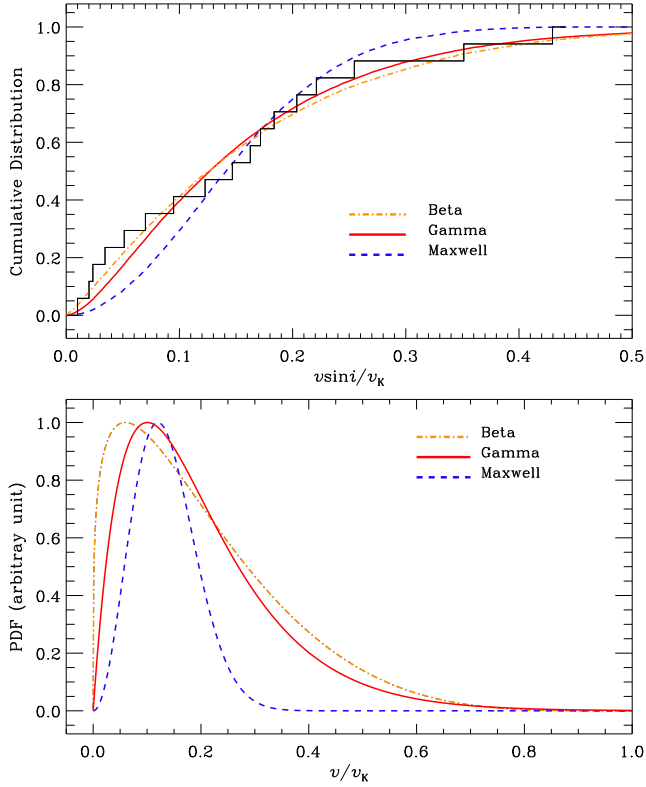 Cumulative Distribution
1.0
0.8
0.6
0.4
0.2
0.0
Beta
Gamma
Maxwell
0.0 0.1 0.2 0.3 0.4 0.5
vsini/vK
PDF (arbitray unit)
1.0
0.8
0.6
0.4
0.2
0.0
Beta
Gamma
Maxwell
0.0 0.2 0.4 0.6 0.8 1.0
v/vK